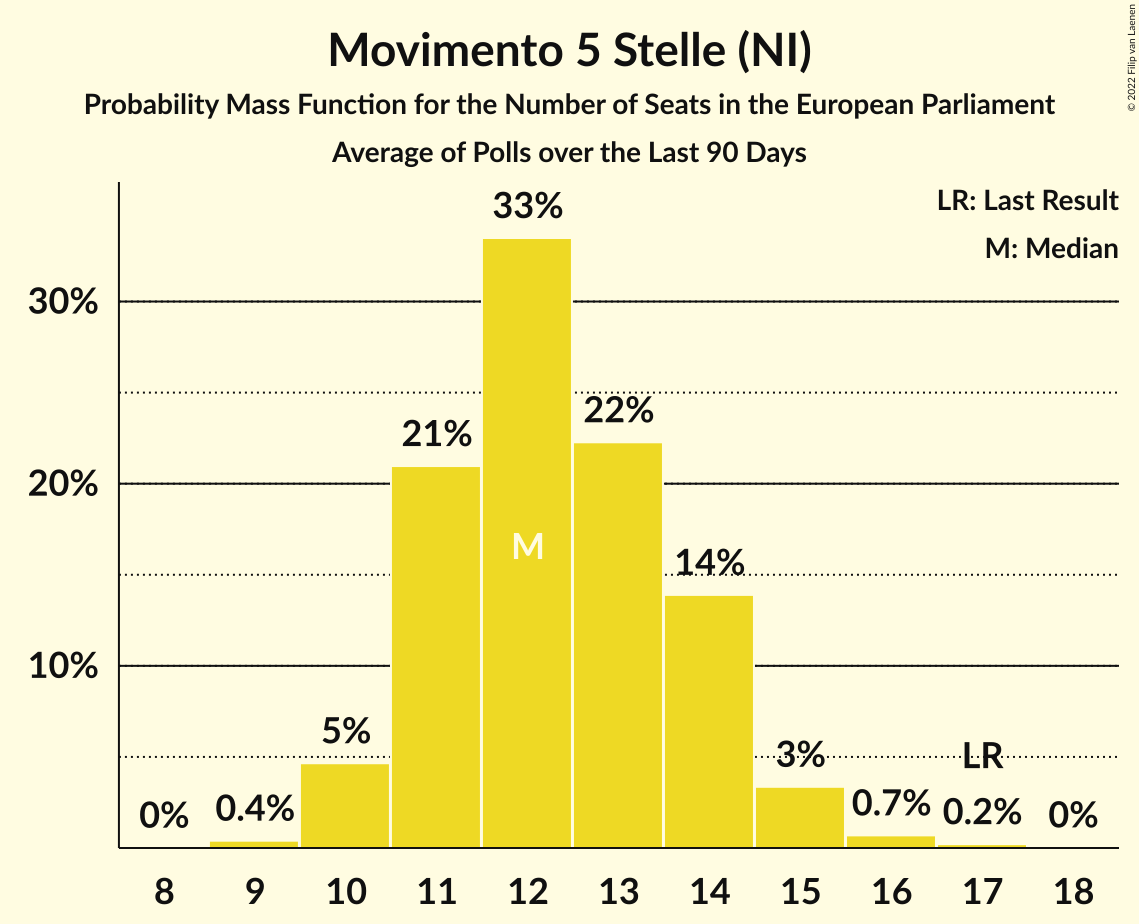 Movimento 5 Stelle (NI)
Probability Mass Function for the Number of Seats in the European Parliament
Average of Polls over the Last 90 Days
© 2022 Filip van Laenen
LR: Last Result
M: Median
33%
30%
22%
21%
20%
M
14%
10%
5%
3%
LR
0%
0.4%
0.7%
0.2%
0%
8 9 10 11 12 13 14 15 16 17 18